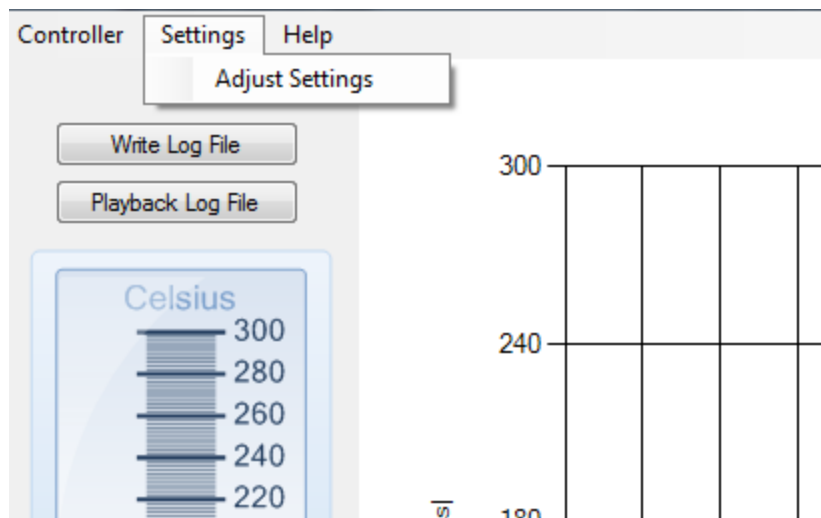 Controller Settings Help
Adjust Settings
Write Log File
Playback Log File
Celsius
300
280
260
240
220
300
240
180